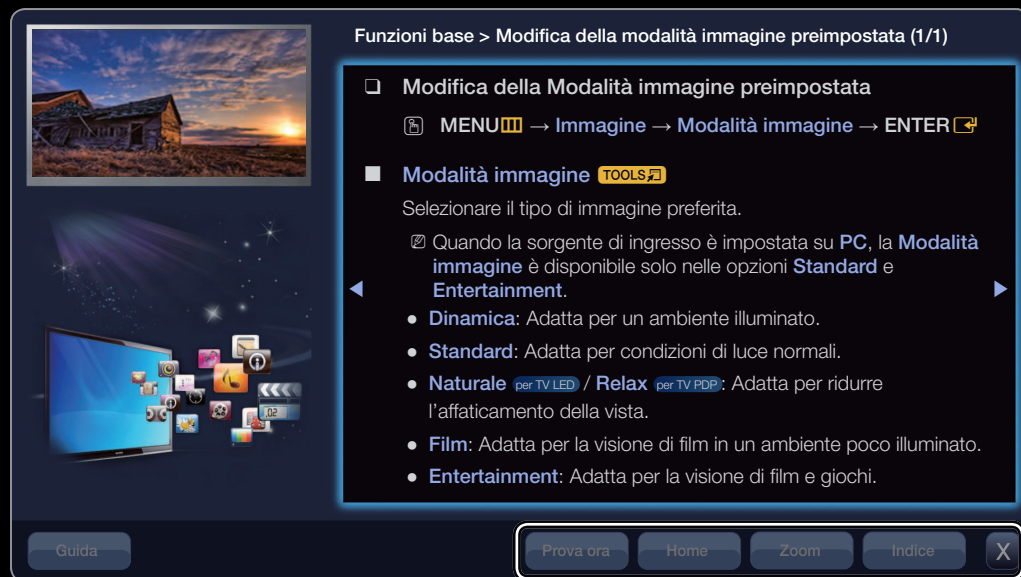 Funzioni base > Modifica della modalità immagine preimpostata (1/1)
❏ Modifica della Modalità immagine preimpostata
MENU → Immagine → Modalità immagine → ENTER
■ Modalità immagine TOOLS
Selezionare il tipo di immagine preferita.
Quando la sorgente di ingresso è impostata su PC, la Modalità
immagine è disponibile solo nelle opzioni Standard e
Entertainment.
● Dinamica: Adatta per un ambiente illuminato.
● Standard: Adatta per condizioni di luce normali.
● Naturale per TV LED / Relax per TV PDP: Adatta per ridurre
l’affaticamento della vista.
● Film: Adatta per la visione di film in un ambiente poco illuminato.
● Entertainment: Adatta per la visione di film e giochi.
Guida Prova ora Home Zoom Indice X